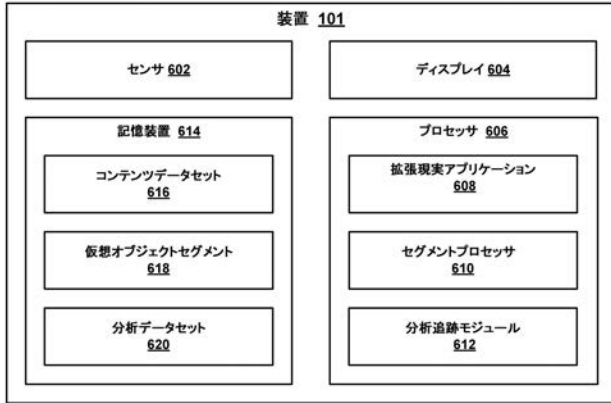 装置 101
センサ 602
ディスプレイ 604
記憶装置 614
コンテンツデータセット
616
仮想オブジェクトセグメント
618
分析データセット
620
プロセッサ 606
拡張現実アプリケーション
608
セグメントプロセッサ
610
分析追跡モジュール
612